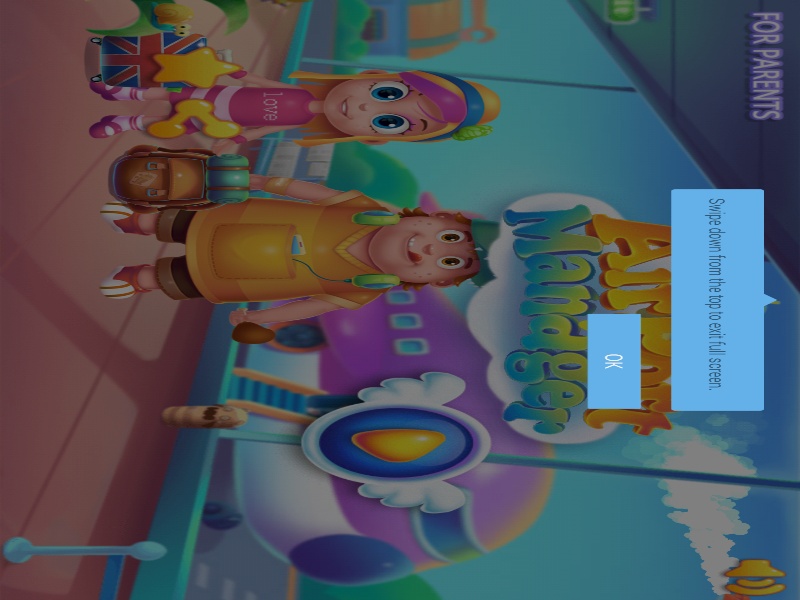 FOR PARENTS
Airport
Manager
Swipe down from the top to exit full screen.
OK
love